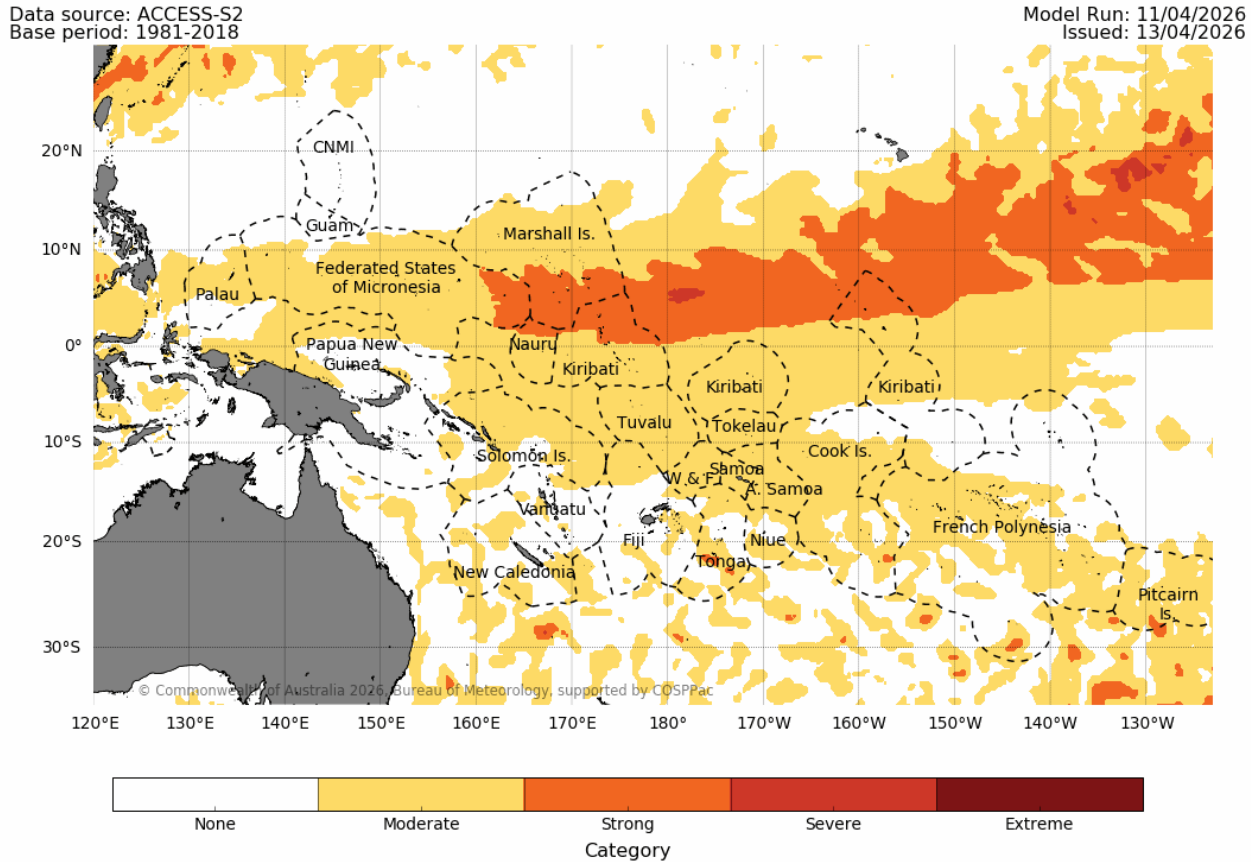 Data source: ACCESS-S2
Base period: 1981-2018
Model Run: 11/04/2026
Issued: 13/04/2026
CNMI
20°N
Guam
Marshall Is.
10°N
Federated States
of Micronesia
Palau
Papua New
Guinea
Nauru
0°
Kiribati
Kiribati
Kiribati
Tuvalu
Tokelau
10°S
Solomon Is.
Cook Is.
Samoa
W & F
A. Samoa
Vanuatu
French Polynesia
20°S
Fiji
Niue
Tonga
New Caledonia
Pitcairn
Is.
30°S
© Commonwealth of Australia 2026, Bureau of Meteorology, supported by COSPPac
120°E 130°E 140°E 150°E 160°E 170°E 180° 170°W 160°W 150°W 140°W 130°W
None Moderate Strong Severe Extreme
Category